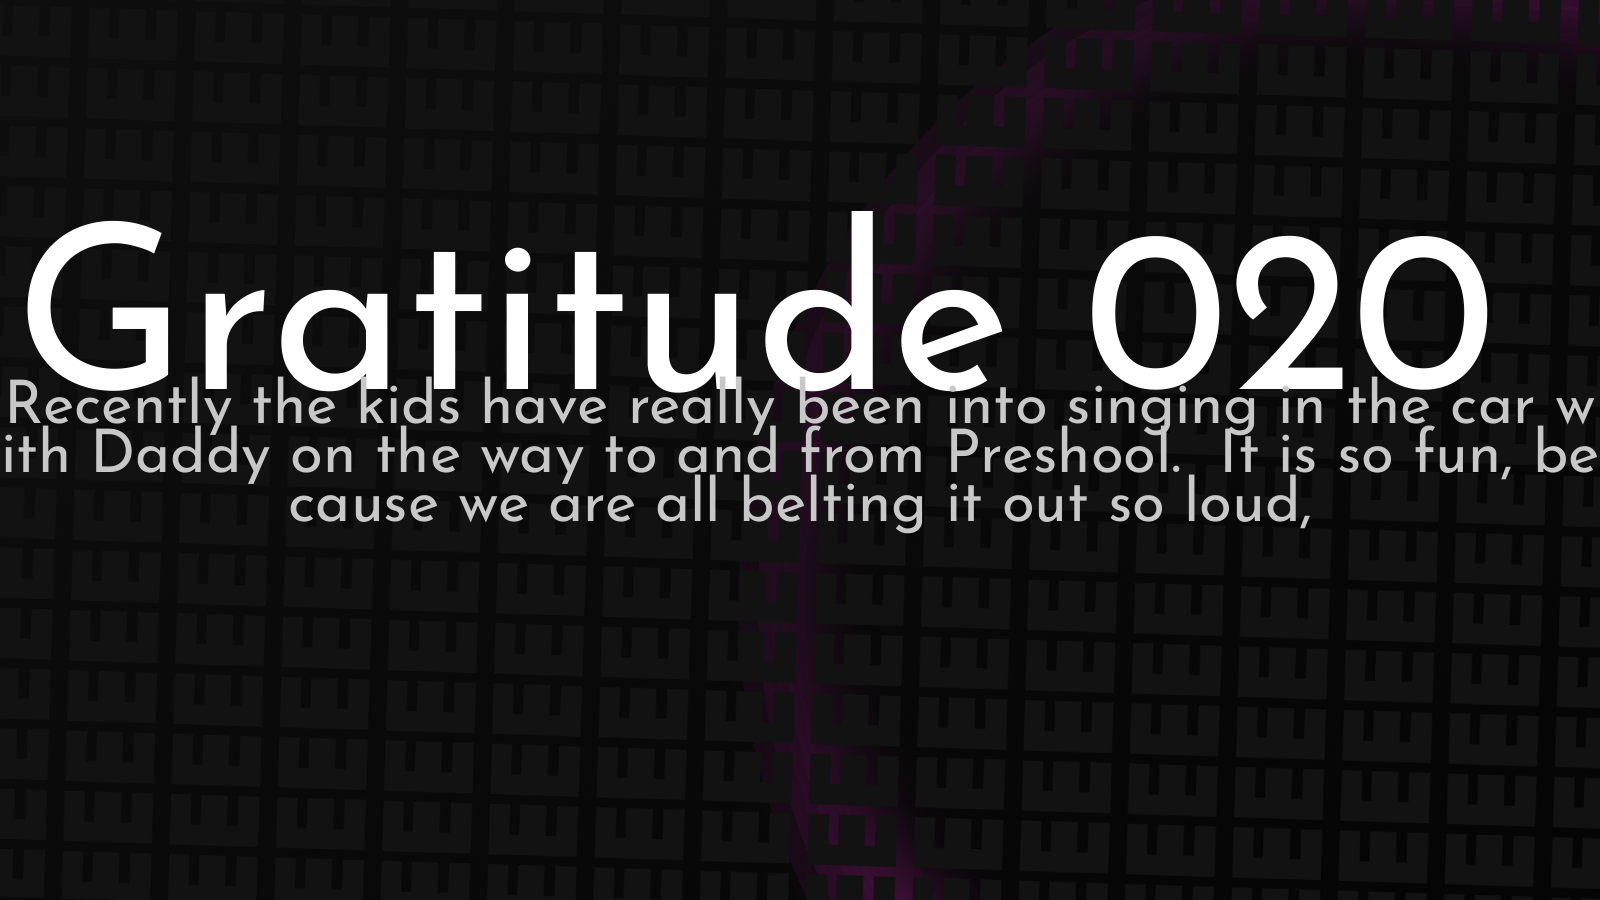 Gratitude 020
Recently the kids have really been into singing in the car w
ith Daddy on the way to and from Preshool.  It is so fun, be
cause we are all belting it out so loud,